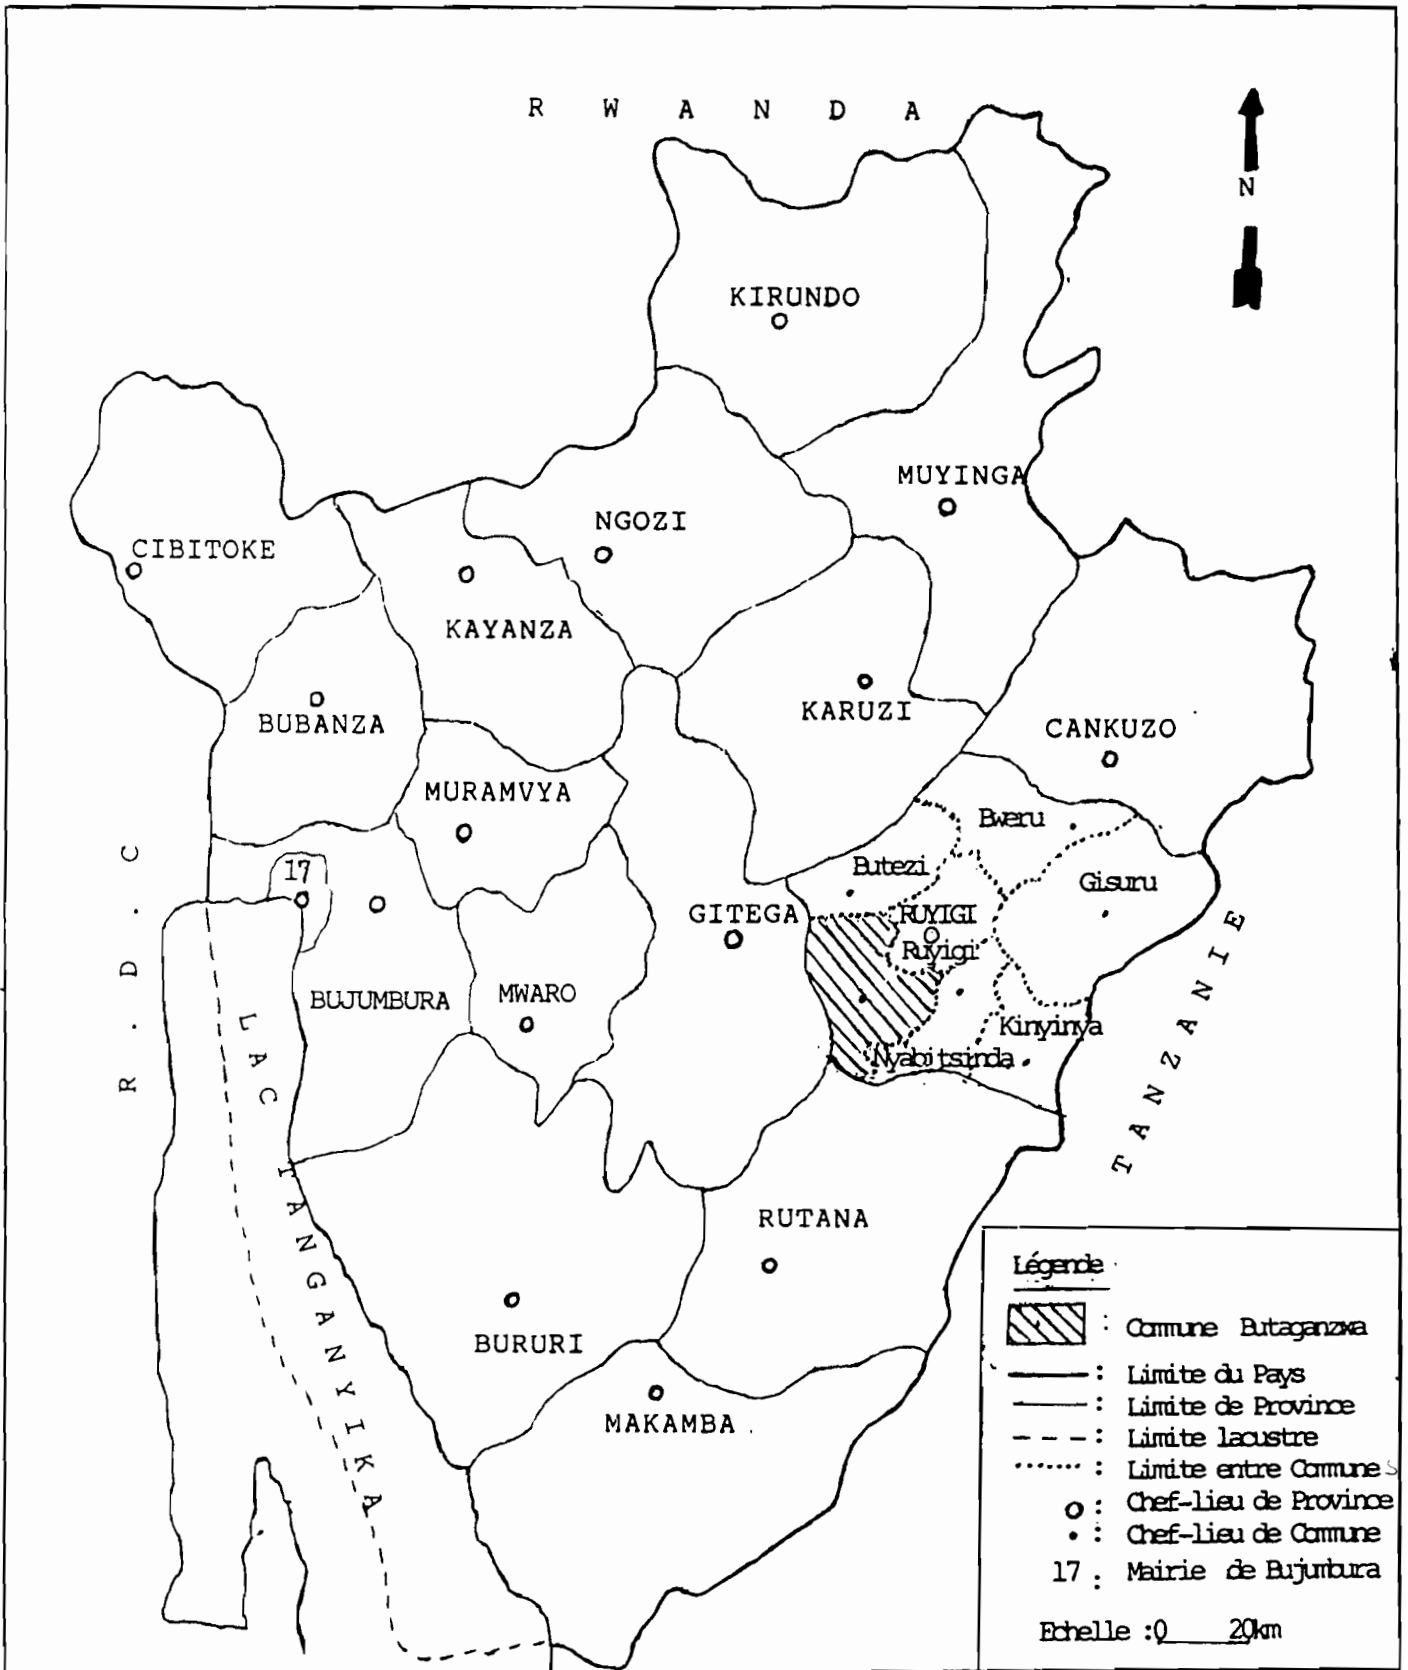 R W A N D A
N
KIRUNDO
MUYINGA
NGOZI
CIBITOKE
KAYANZA
KARUZI
BUBANZA
CANKUZO
MURAMVYA
Bweru
R . D . C
17
Butezi
Gisuru
GITEGA
RUYIGI
Ruyigi
BUJUMBURA
MWARO
Kinyinya
Nyabitsinda
LAC TANGANYIKA
TANZANIE
RUTANA
BURURI
MAKAMBA
Légende
: Commune Butaganzwa
: Limite du Pays
: Limite de Province
: Limite lacustre
: Limite entre Communes
: Chef-lieu de Province
: Chef-lieu de Commune
17 : Mairie de Bujumbura
Echelle : 0 20km